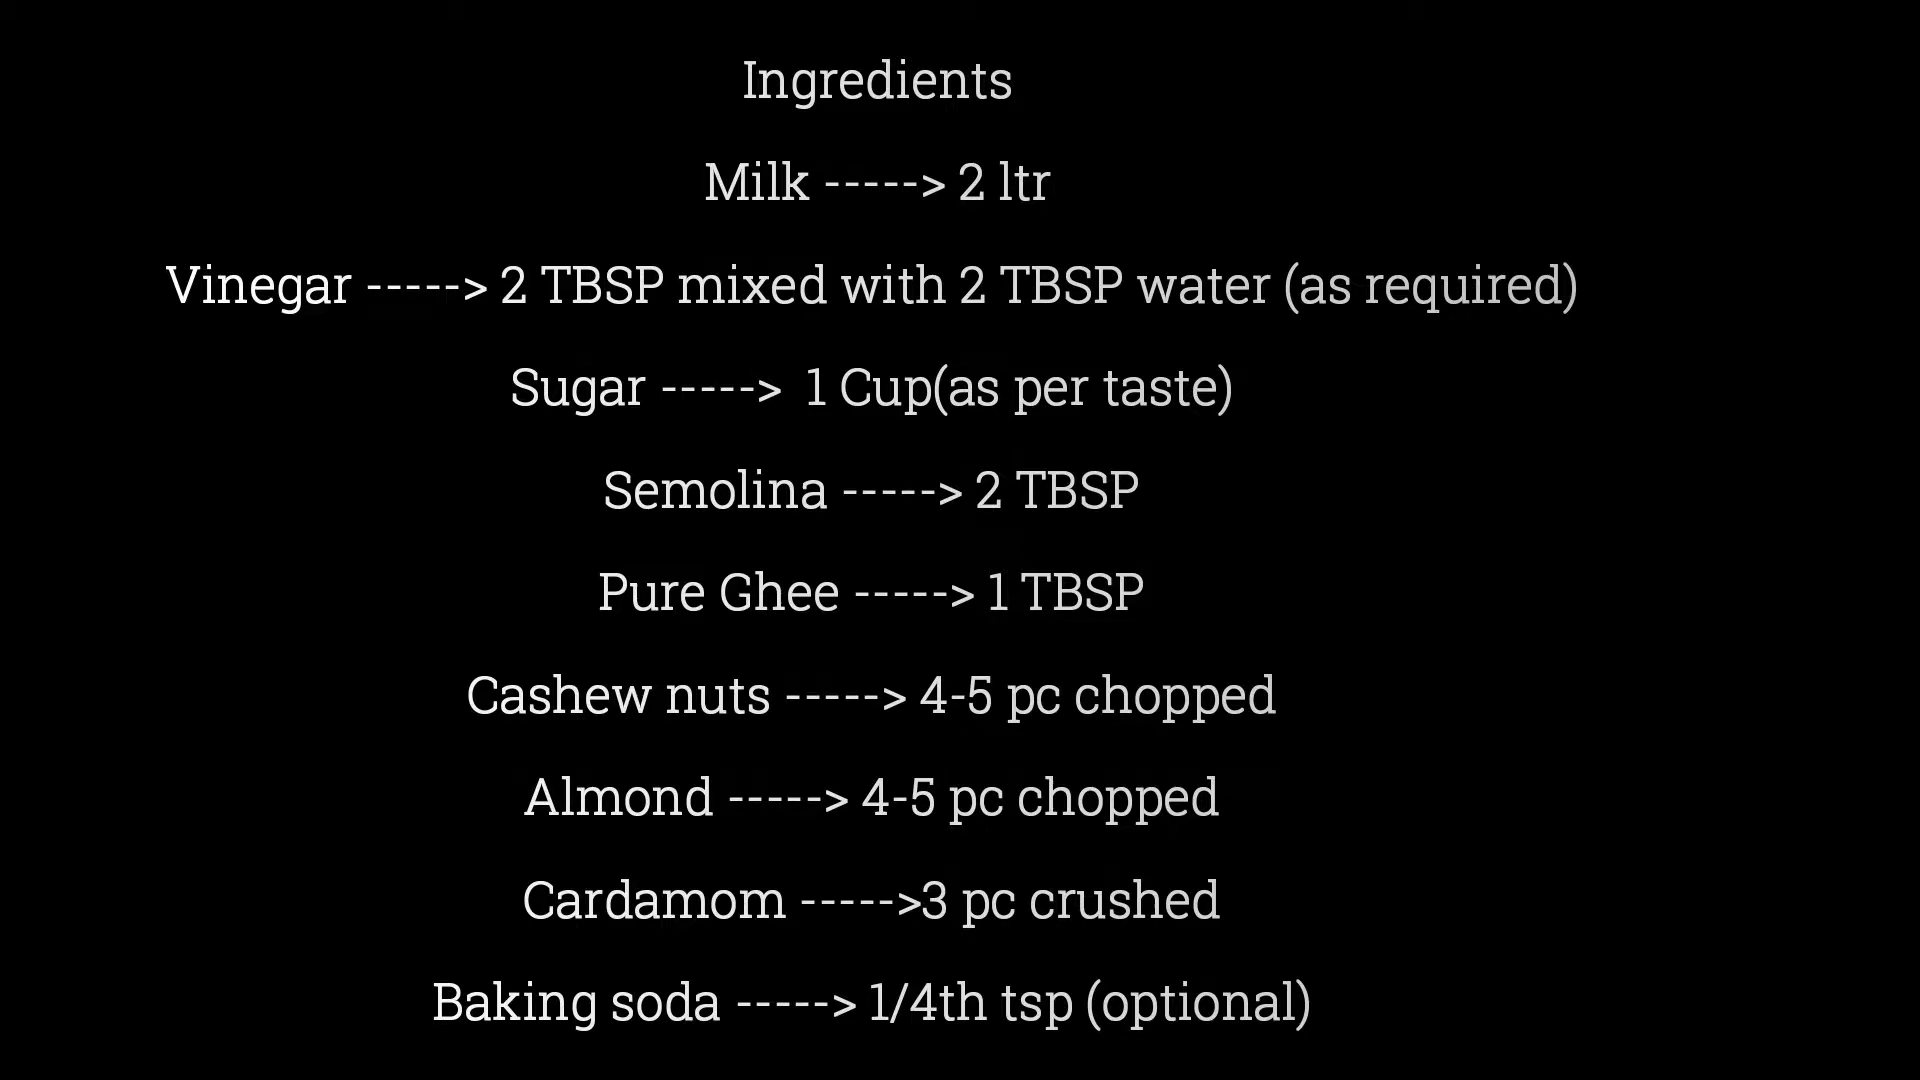 Ingredients
Milk -----> 2 ltr
Vinegar -----> 2 TBSP mixed with 2 TBSP water (as required)
Sugar ----->  1 Cup(as per taste)
Semolina -----> 2 TBSP
Pure Ghee -----> 1 TBSP
Cashew nuts -----> 4-5 pc chopped
Almond -----> 4-5 pc chopped
Cardamom ----->3 pc crushed
Baking soda -----> 1/4th tsp (optional)